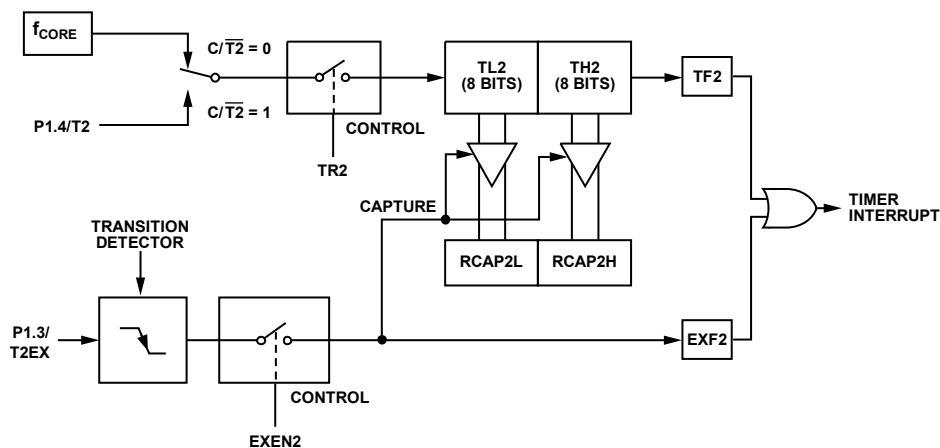 fCORE
C/T2 = 0
C/T2 = 1
P1.4/T2
CONTROL
TR2
TL2
(8 BITS)
TH2
(8 BITS)
TF2
CAPTURE
TIMER
INTERRUPT
TRANSITION
DETECTOR
RCAP2L
RCAP2H
P1.3/
T2EX
EXF2
CONTROL
EXEN2